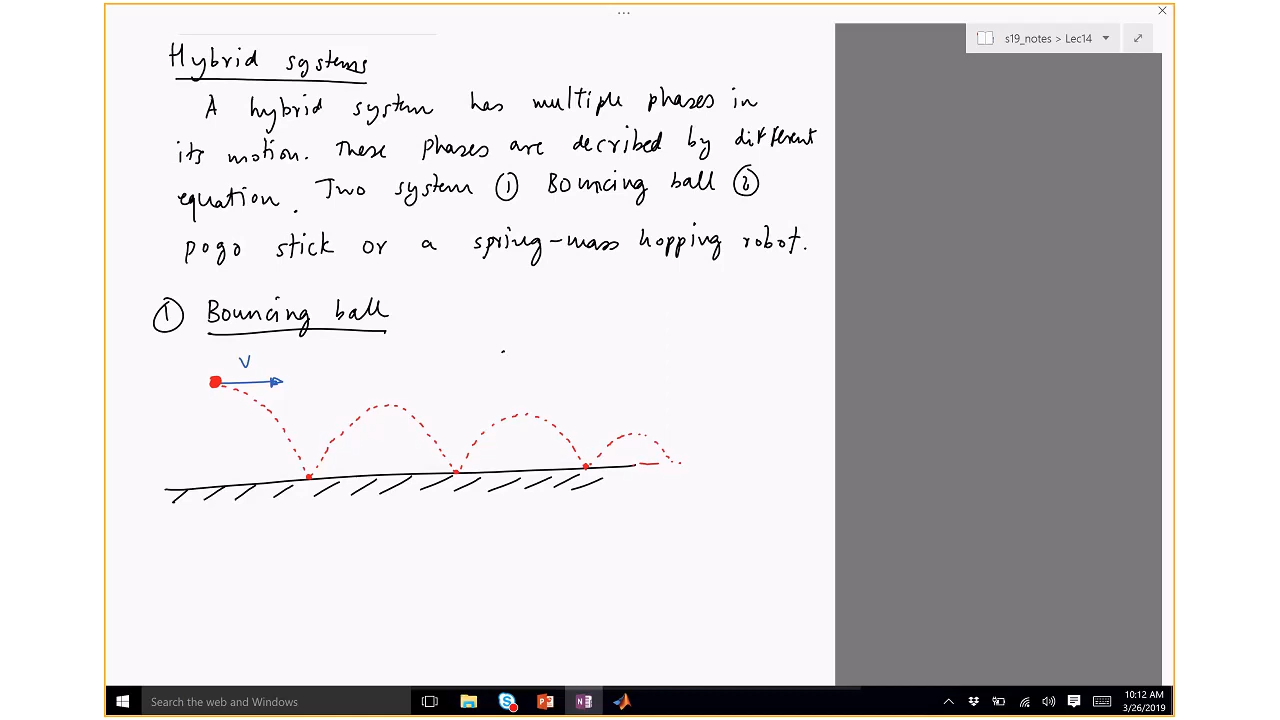 s19_notes > Lec14
Hybrid systems
A hybrid system has multiple phases in
its motion. These phases are decribed by different
equation. Two system ① Bouncing ball ②
pogo stick or a spring-mass hopping robot.
① Bouncing ball
V
Search the web and Windows
10:12 AM
3/26/2019